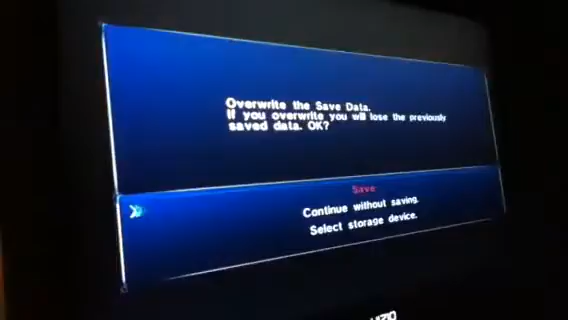 Overwrite the Save Data.
If you overwrite you will lose the previously
saved data. OK?
Save
Continue without saving.
Select storage device.
VIZIO